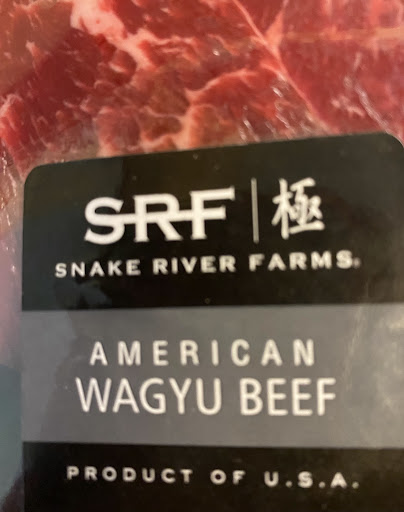 SRF | 極
SNAKE RIVER FARMS®
AMERICAN
WAGYU BEEF
PRODUCT OF U.S.A.